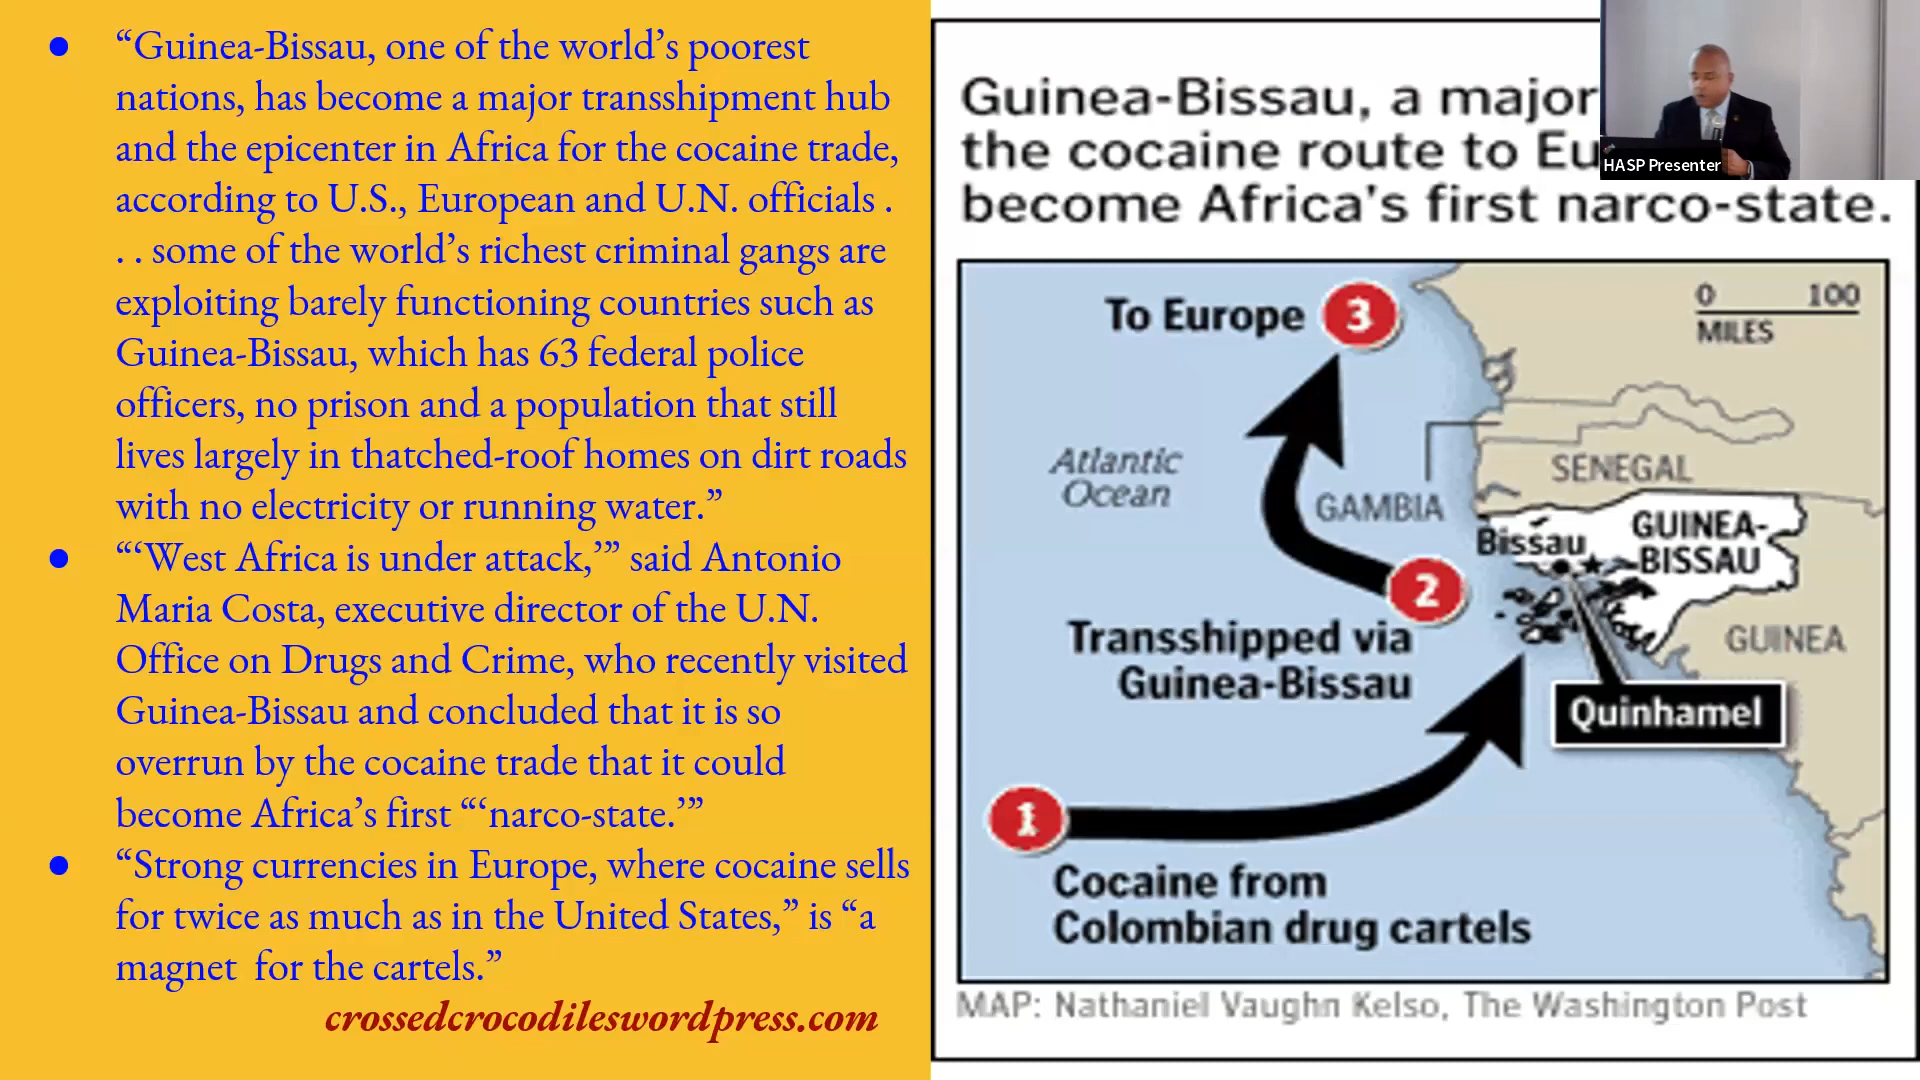 ● “Guinea-Bissau, one of the world’s poorest
nations, has become a major transshipment hub
and the epicenter in Africa for the cocaine trade,
according to U.S., European and U.N. officials .
. . some of the world’s richest criminal gangs are
exploiting barely functioning countries such as
Guinea-Bissau, which has 63 federal police
officers, no prison and a population that still
lives largely in thatched-roof homes on dirt roads
with no electricity or running water.”
● “‘West Africa is under attack,’” said Antonio
Maria Costa, executive director of the U.N.
Office on Drugs and Crime, who recently visited
Guinea-Bissau and concluded that it is so
overrun by the cocaine trade that it could
become Africa’s first “‘narco-state.’”
● “Strong currencies in Europe, where cocaine sells
for twice as much as in the United States,” is “a
magnet for the cartels.”
crossedcrocodileswordpress.com
Guinea-Bissau, a major
the cocaine route to Eu
become Africa's first narco-state.
HASP Presenter
To Europe 3
0 100
MILES
Atlantic
Ocean
GAMBIA
SENEGAL
Bissau
GUINEA-
BISSAU
2
Transshipped via
Guinea-Bissau
GUINEA
Quinhamel
1
Cocaine from
Colombian drug cartels
MAP: Nathaniel Vaughn Kelso, The Washington Post